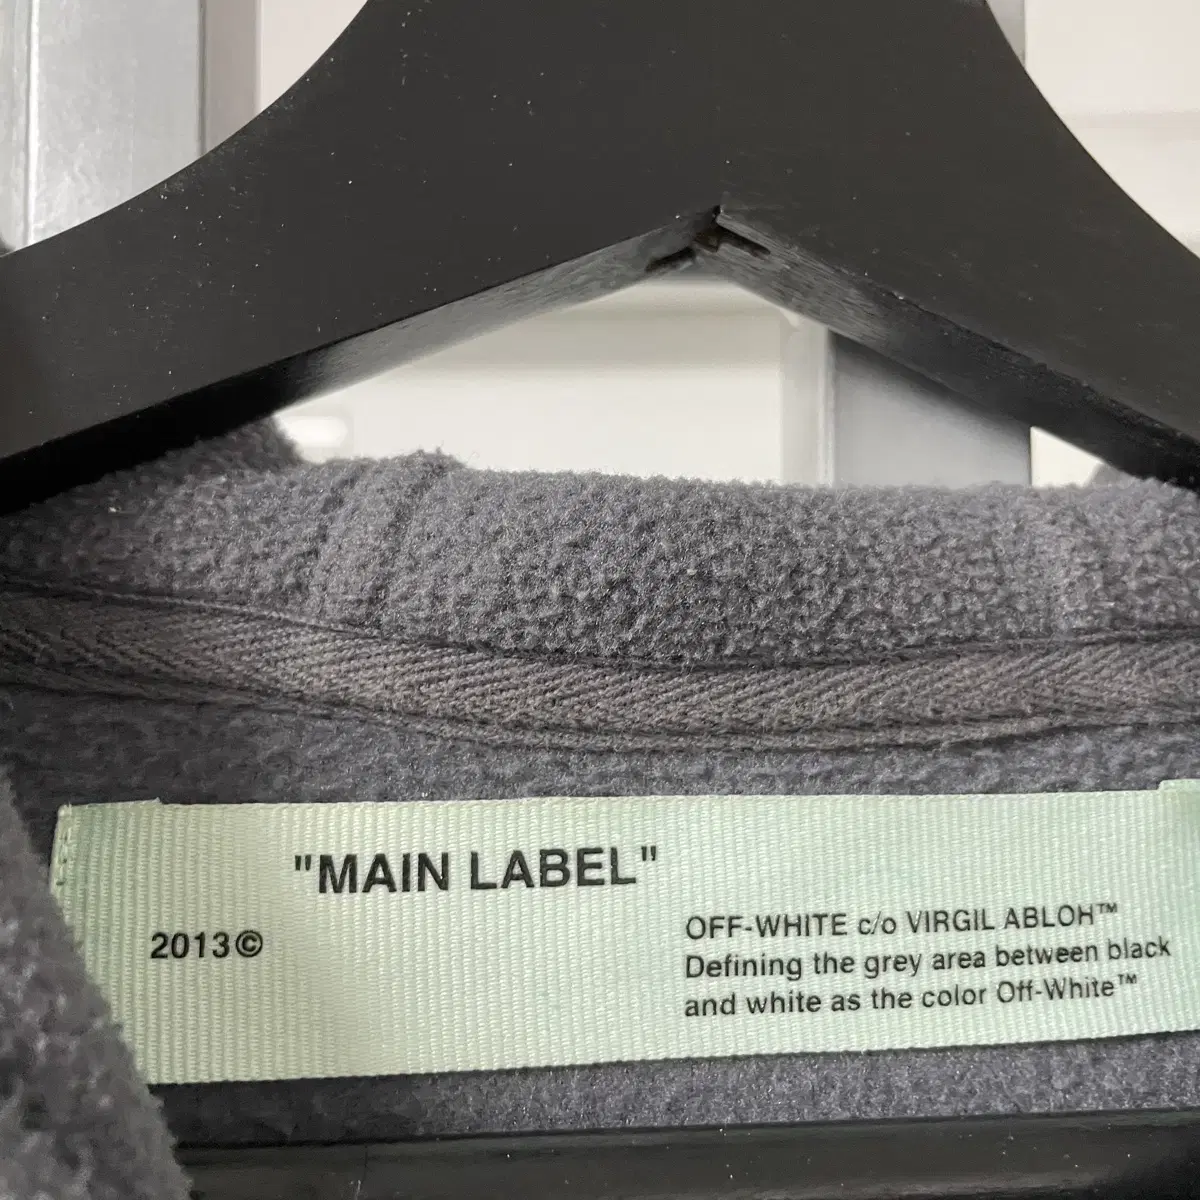 "MAIN LABEL"
2013©
OFF-WHITE c/o VIRGIL ABLOH™
Defining the grey area between black
and white as the color Off-White™